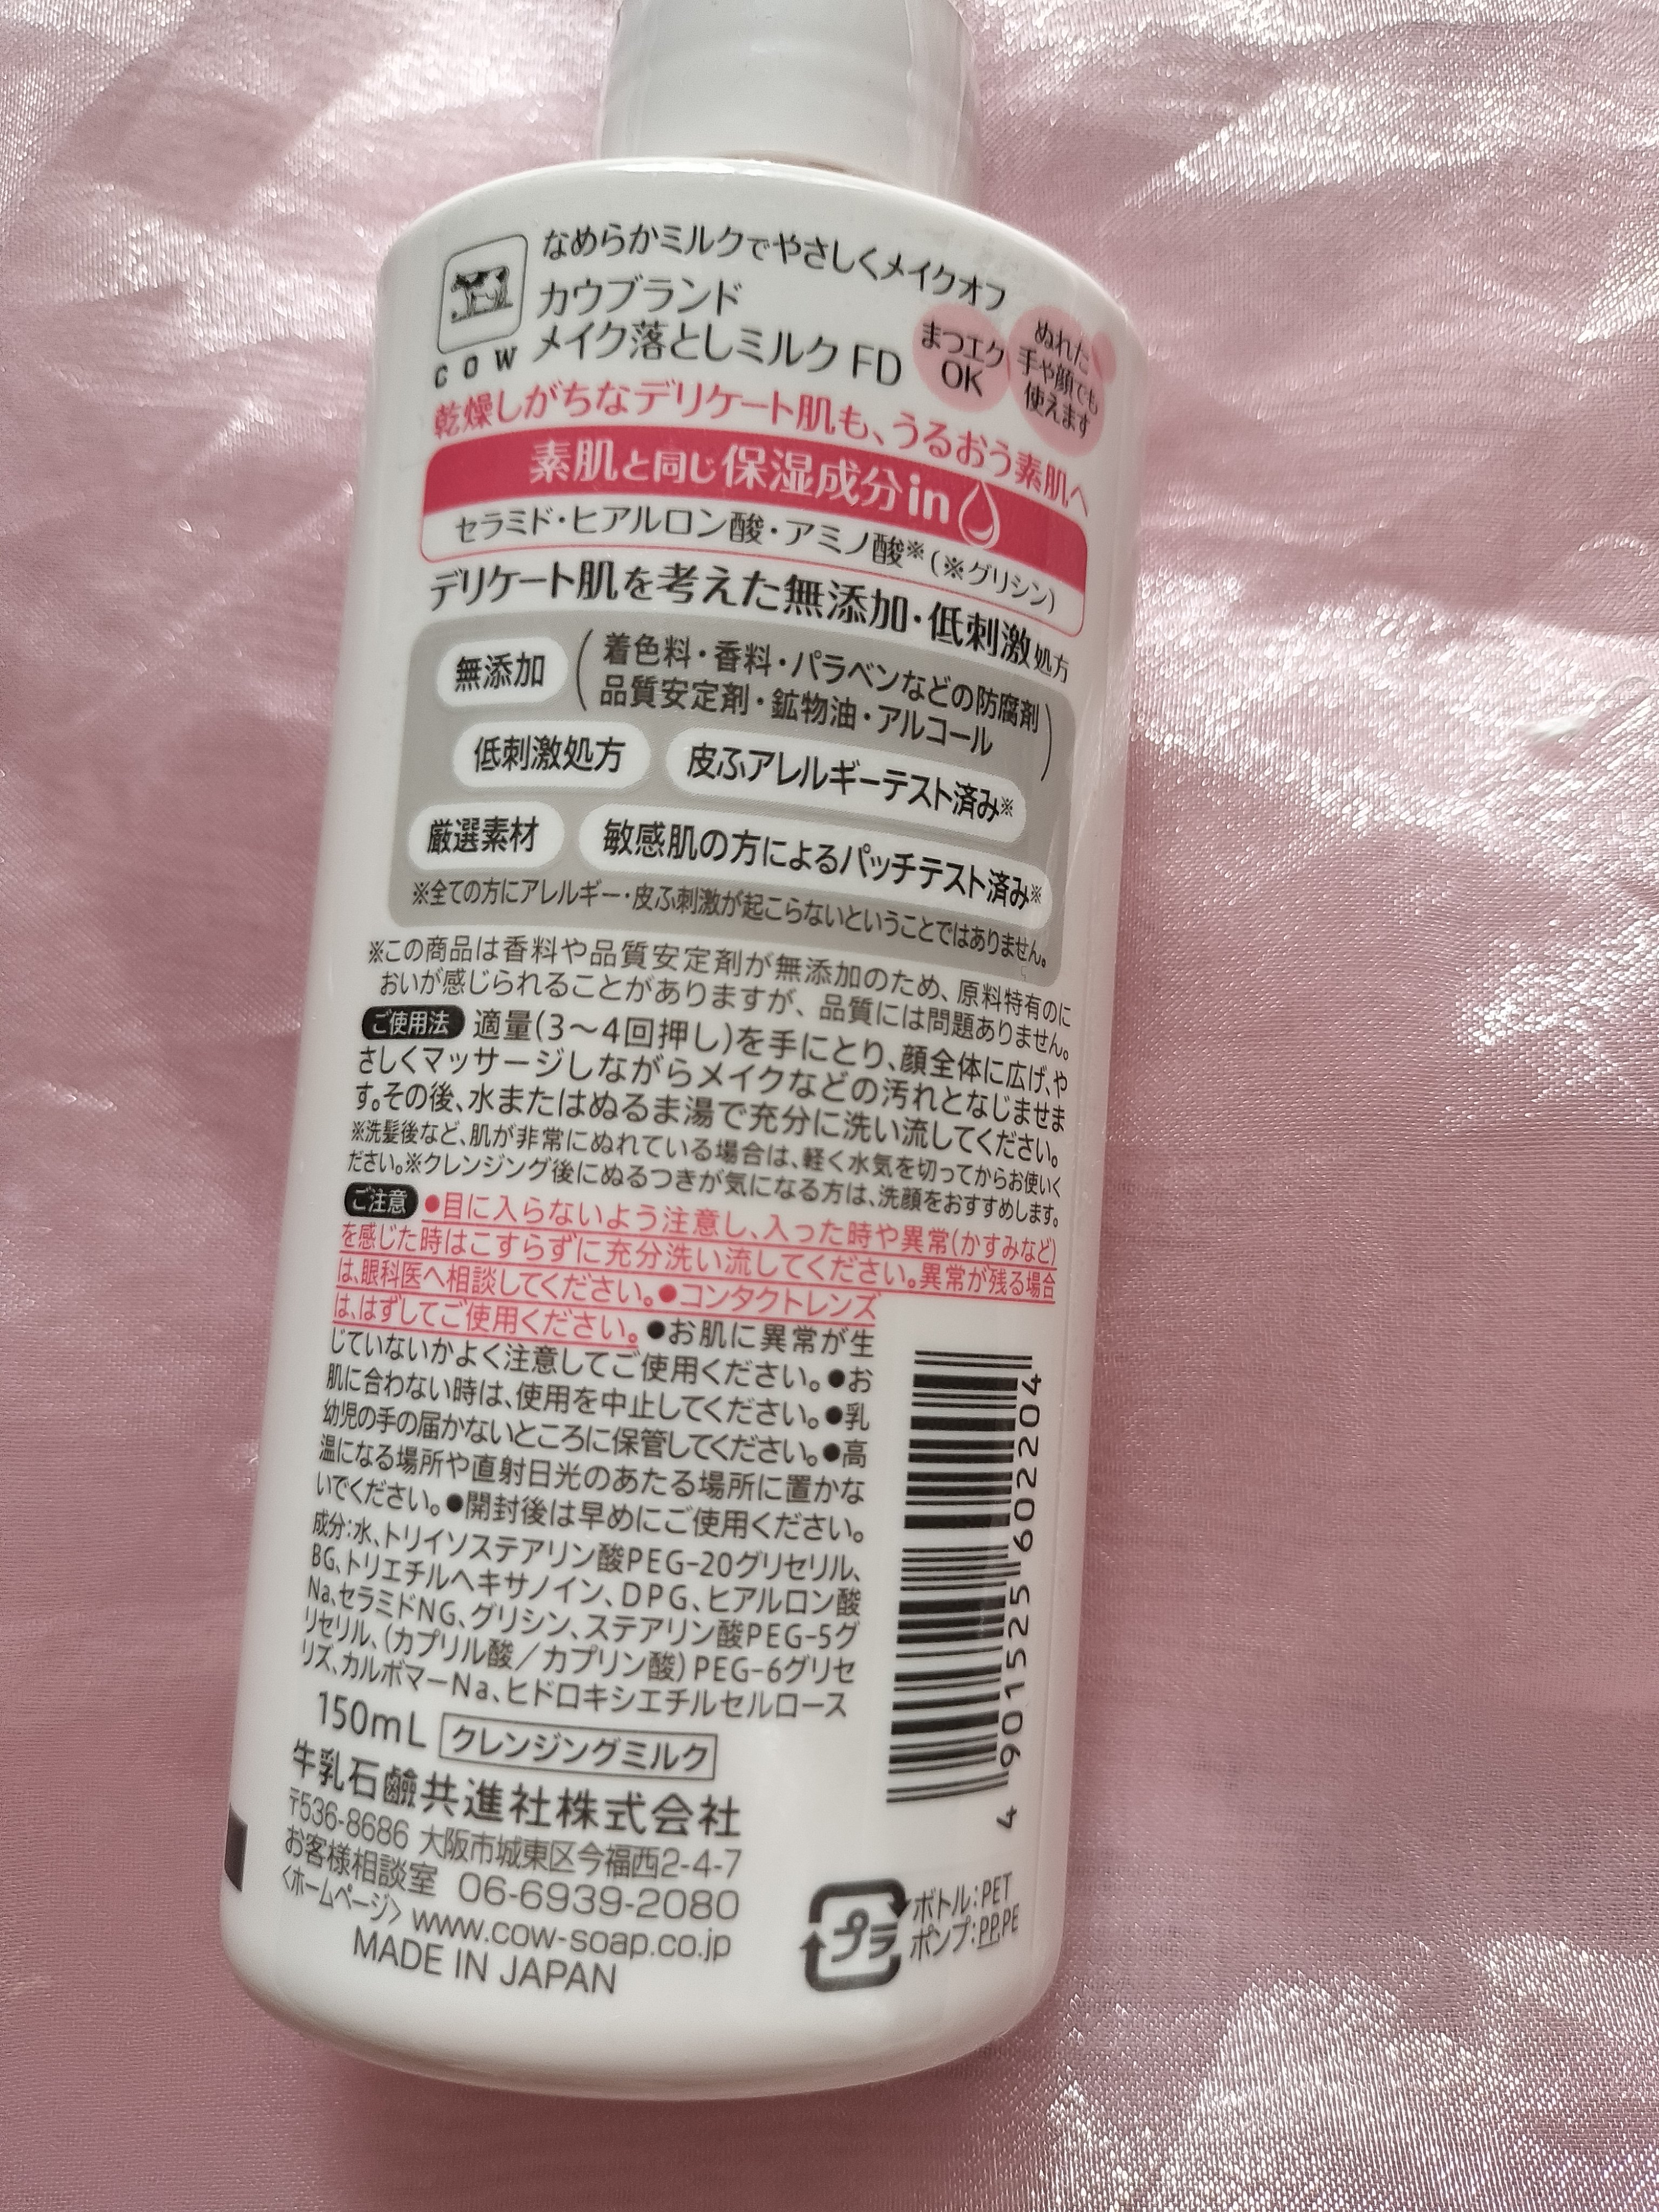 なめらかミルクでやさしくメイクオフ
カウブランド
メイク落としミルク FD
COW
まつエク
OK
ぬれた
手や顔でも
使えます
乾燥しがちなデリケート肌も、うるおう素肌へ
素肌と同じ保湿成分in
セラミド・ヒアルロン酸・アミノ酸※(※グリシン)
デリケート肌を考えた無添加・低刺激処方
無添加
(着色料・香料・パラベンなどの防腐剤
品質安定剤・鉱物油・アルコール)
低刺激処方 皮ふアレルギーテスト済み※
厳選素材 敏感肌の方によるパッチテスト済み※
※全ての方にアレルギー・皮ふ刺激が起こらないということではありません。
※この商品は香料や品質安定剤が無添加のため、原料特有のに
おいが感じられることがありますが、品質には問題ありません。
ご使用法 適量(3〜4回押し)を手にとり、顔全体に広げ、や
さしくマッサージしながらメイクなどの汚れとなじませま
す。その後、水またはぬるま湯で充分に洗い流してください。
※洗髪後など、肌が非常にぬれている場合は、軽く水気を切ってからお使いく
ださい。※クレンジング後にぬるつきが気になる方は、洗顔をおすすめします。
ご注意 ●目に入らないよう注意し、入った時や異常(かすみなど)
を感じた時はこすらずに充分洗い流してください。異常が残る場合
は、眼科医へ相談してください。●コンタクトレンズ
は、はずしてご使用ください。●お肌に異常が生
じていないかよく注意してご使用ください。●お
肌に合わない時は、使用を中止してください。●乳
幼児の手の届かないところに保管してください。●高
温になる場所や直射日光のあたる場所に置かな
いでください。●開封後は早めにご使用ください。
成分:水、トリイソステアリン酸PEG-20グリセリル、
BG、トリエチルヘキサノイン、DPG、ヒアルロン酸
Na、セラミドNG、グリシン、ステアリン酸PEG-5グ
リセリル、(カプリル酸/カプリン酸)PEG-6グリセ
リズ、カルボマーNa、ヒドロキシエチルセルロース
150mL クレンジングミルク
牛乳石鹼共進社株式会社
〒536-8686 大阪市城東区今福西2-4-7
お客様相談室 06-6939-2080
〈ホームページ〉www.cow-soap.co.jp
MADE IN JAPAN
4 901525 602204
プラ
ボトル:PET
ポンプ:PP,PE